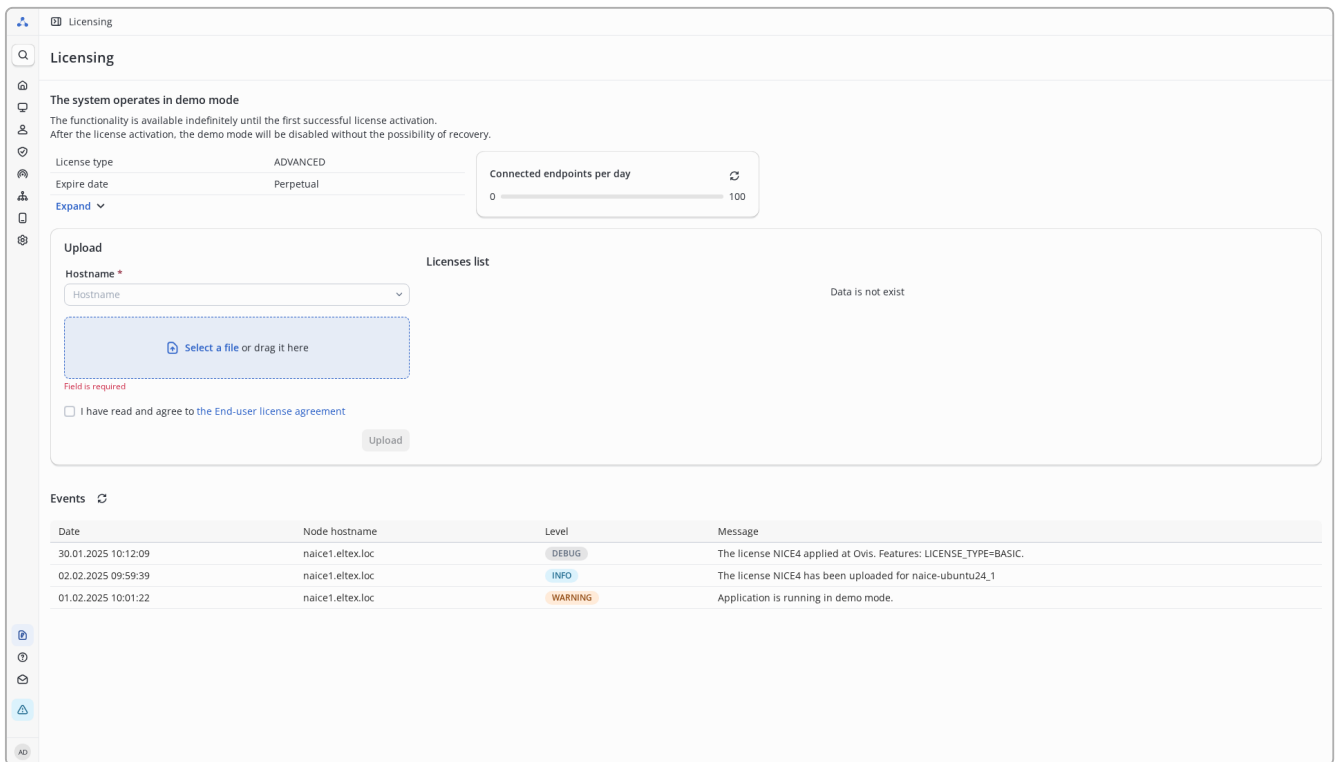 Licensing
Licensing
The system operates in demo mode
The functionality is available indefinitely until the first successful license activation.
After the license activation, the demo mode will be disabled without the possibility of recovery.
License type ADVANCED
Expire date Perpetual
Expand
Connected endpoints per day
0 100
Upload
Hostname *
Hostname
Select a file or drag it here
Field is required
I have read and agree to the End-user license agreement
Upload
Licenses list
Data is not exist
Events
Date Node hostname Level Message
30.01.2025 10:12:09 naice1.eltex.loc DEBUG The license NICE4 applied at Ovis. Features: LICENSE_TYPE=BASIC.
02.02.2025 09:59:39 naice1.eltex.loc INFO The license NICE4 has been uploaded for naice-ubuntu24_1
01.02.2025 10:01:22 naice1.eltex.loc WARNING Application is running in demo mode.
AD